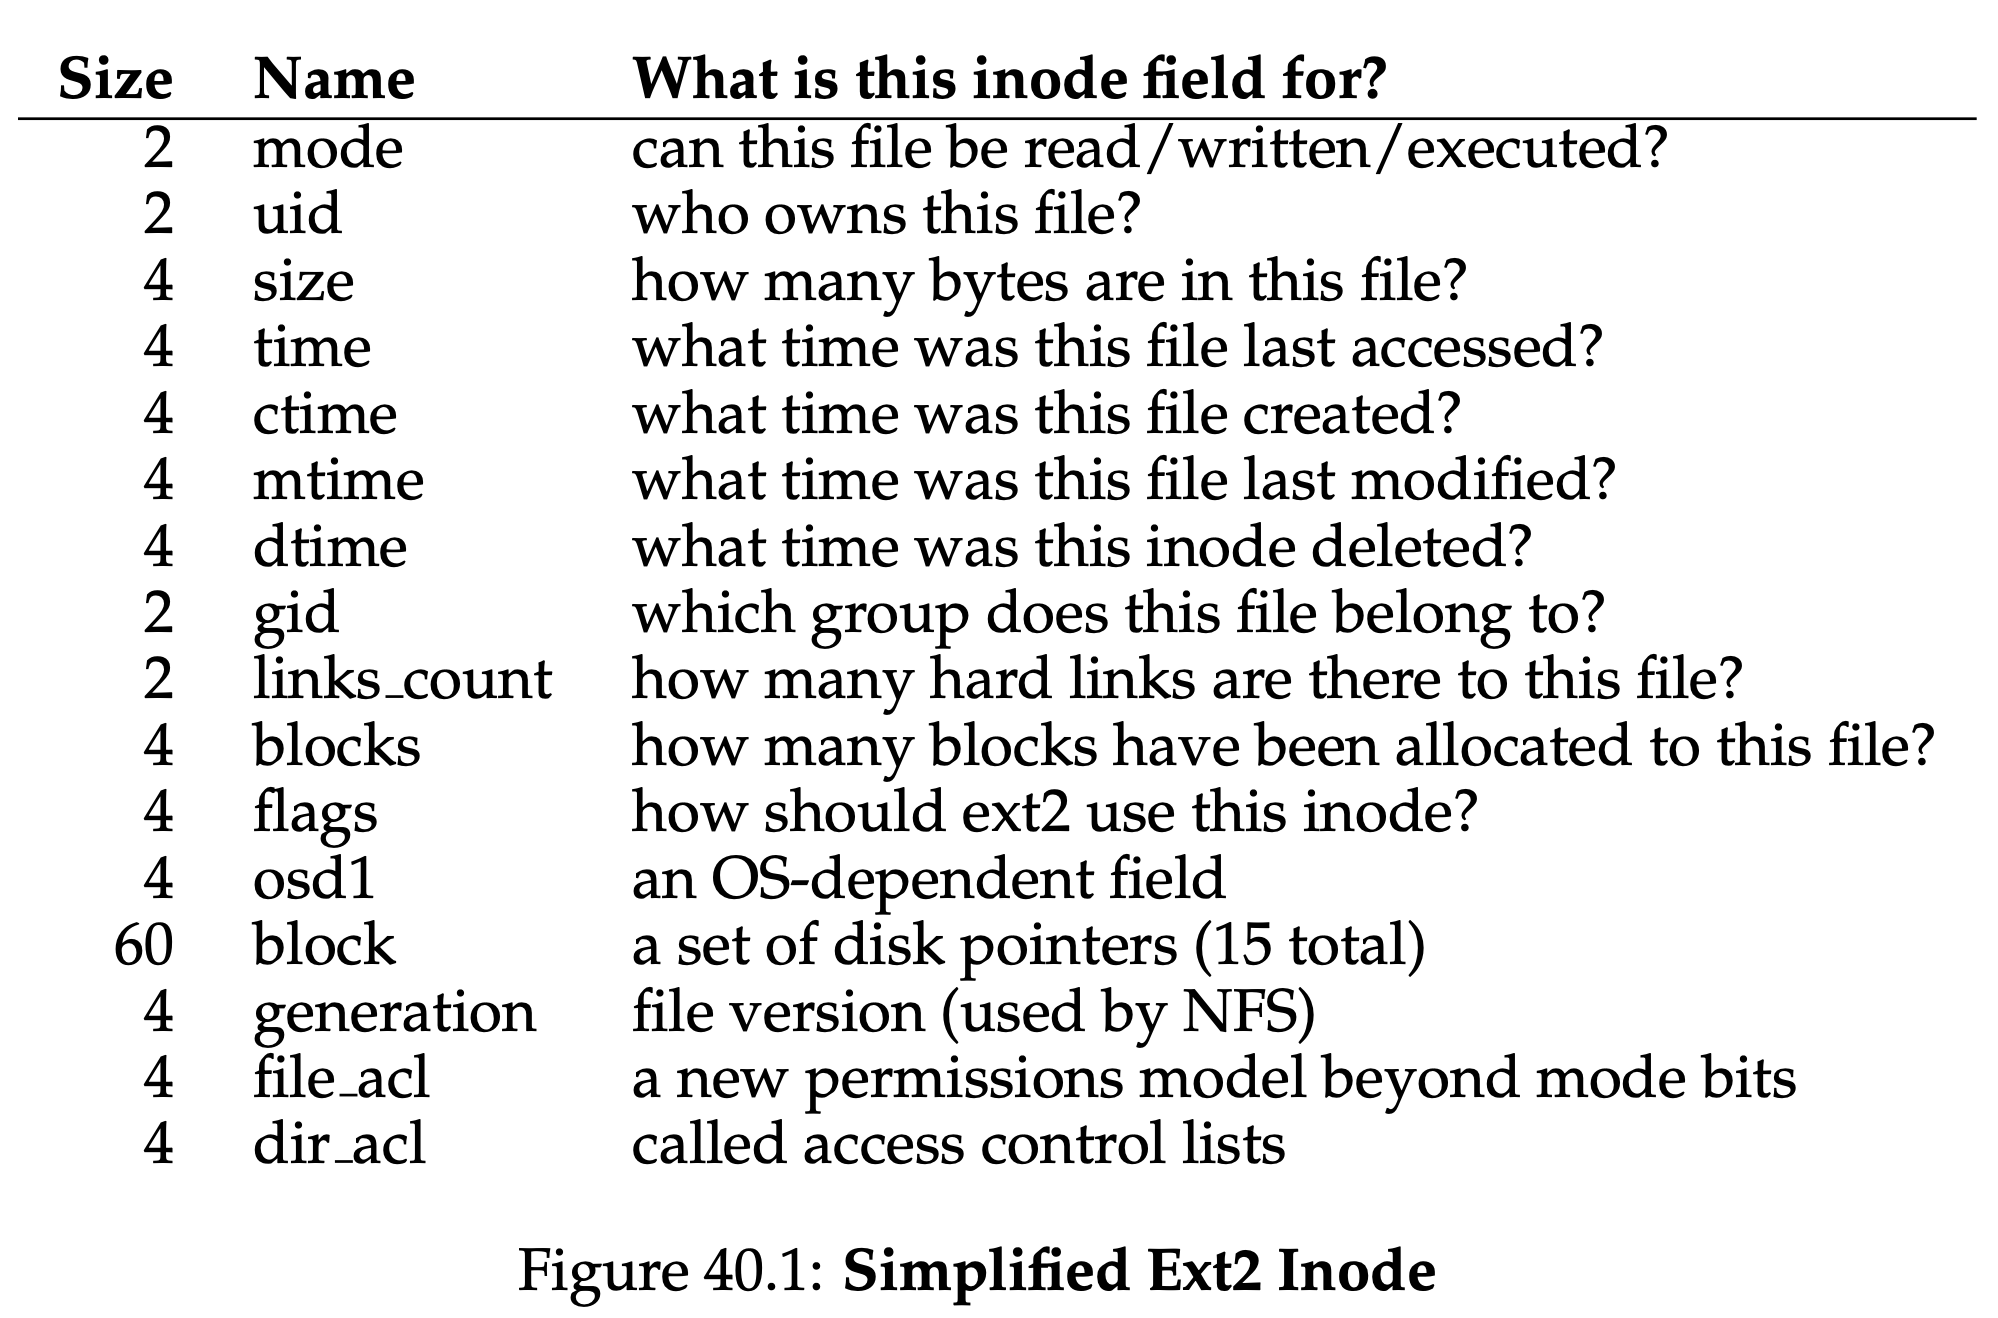 Size Name What is this inode field for?
2 mode can this file be read/written/executed?
2 uid who owns this file?
4 size how many bytes are in this file?
4 time what time was this file last accessed?
4 ctime what time was this file created?
4 mtime what time was this file last modified?
4 dtime what time was this inode deleted?
2 gid which group does this file belong to?
2 links_count how many hard links are there to this file?
4 blocks how many blocks have been allocated to this file?
4 flags how should ext2 use this inode?
4 osd1 an OS-dependent field
60 block a set of disk pointers (15 total)
4 generation file version (used by NFS)
4 file_acl a new permissions model beyond mode bits
4 dir_acl called access control lists
Figure 40.1: Simplified Ext2 Inode